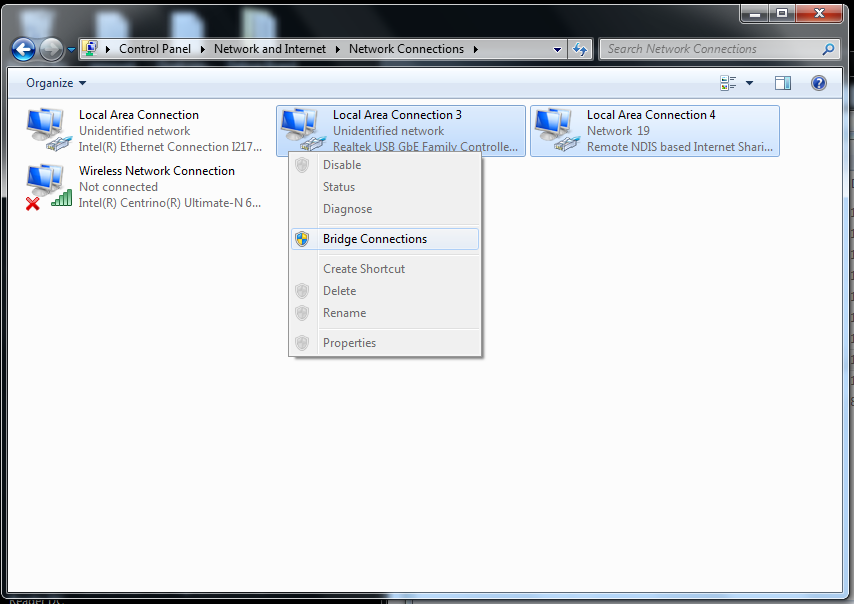 Control Panel Network and Internet Network Connections
Search Network Connections
Organize
Local Area Connection
Unidentified network
Intel(R) Ethernet Connection I217...
Local Area Connection 3
Unidentified network
Realtek USB GbE Family Controlle...
Local Area Connection 4
Network 19
Remote NDIS based Internet Shari...
Wireless Network Connection
Not connected
Intel(R) Centrino(R) Ultimate-N 6...
Disable
Status
Diagnose
Bridge Connections
Create Shortcut
Delete
Rename
Properties